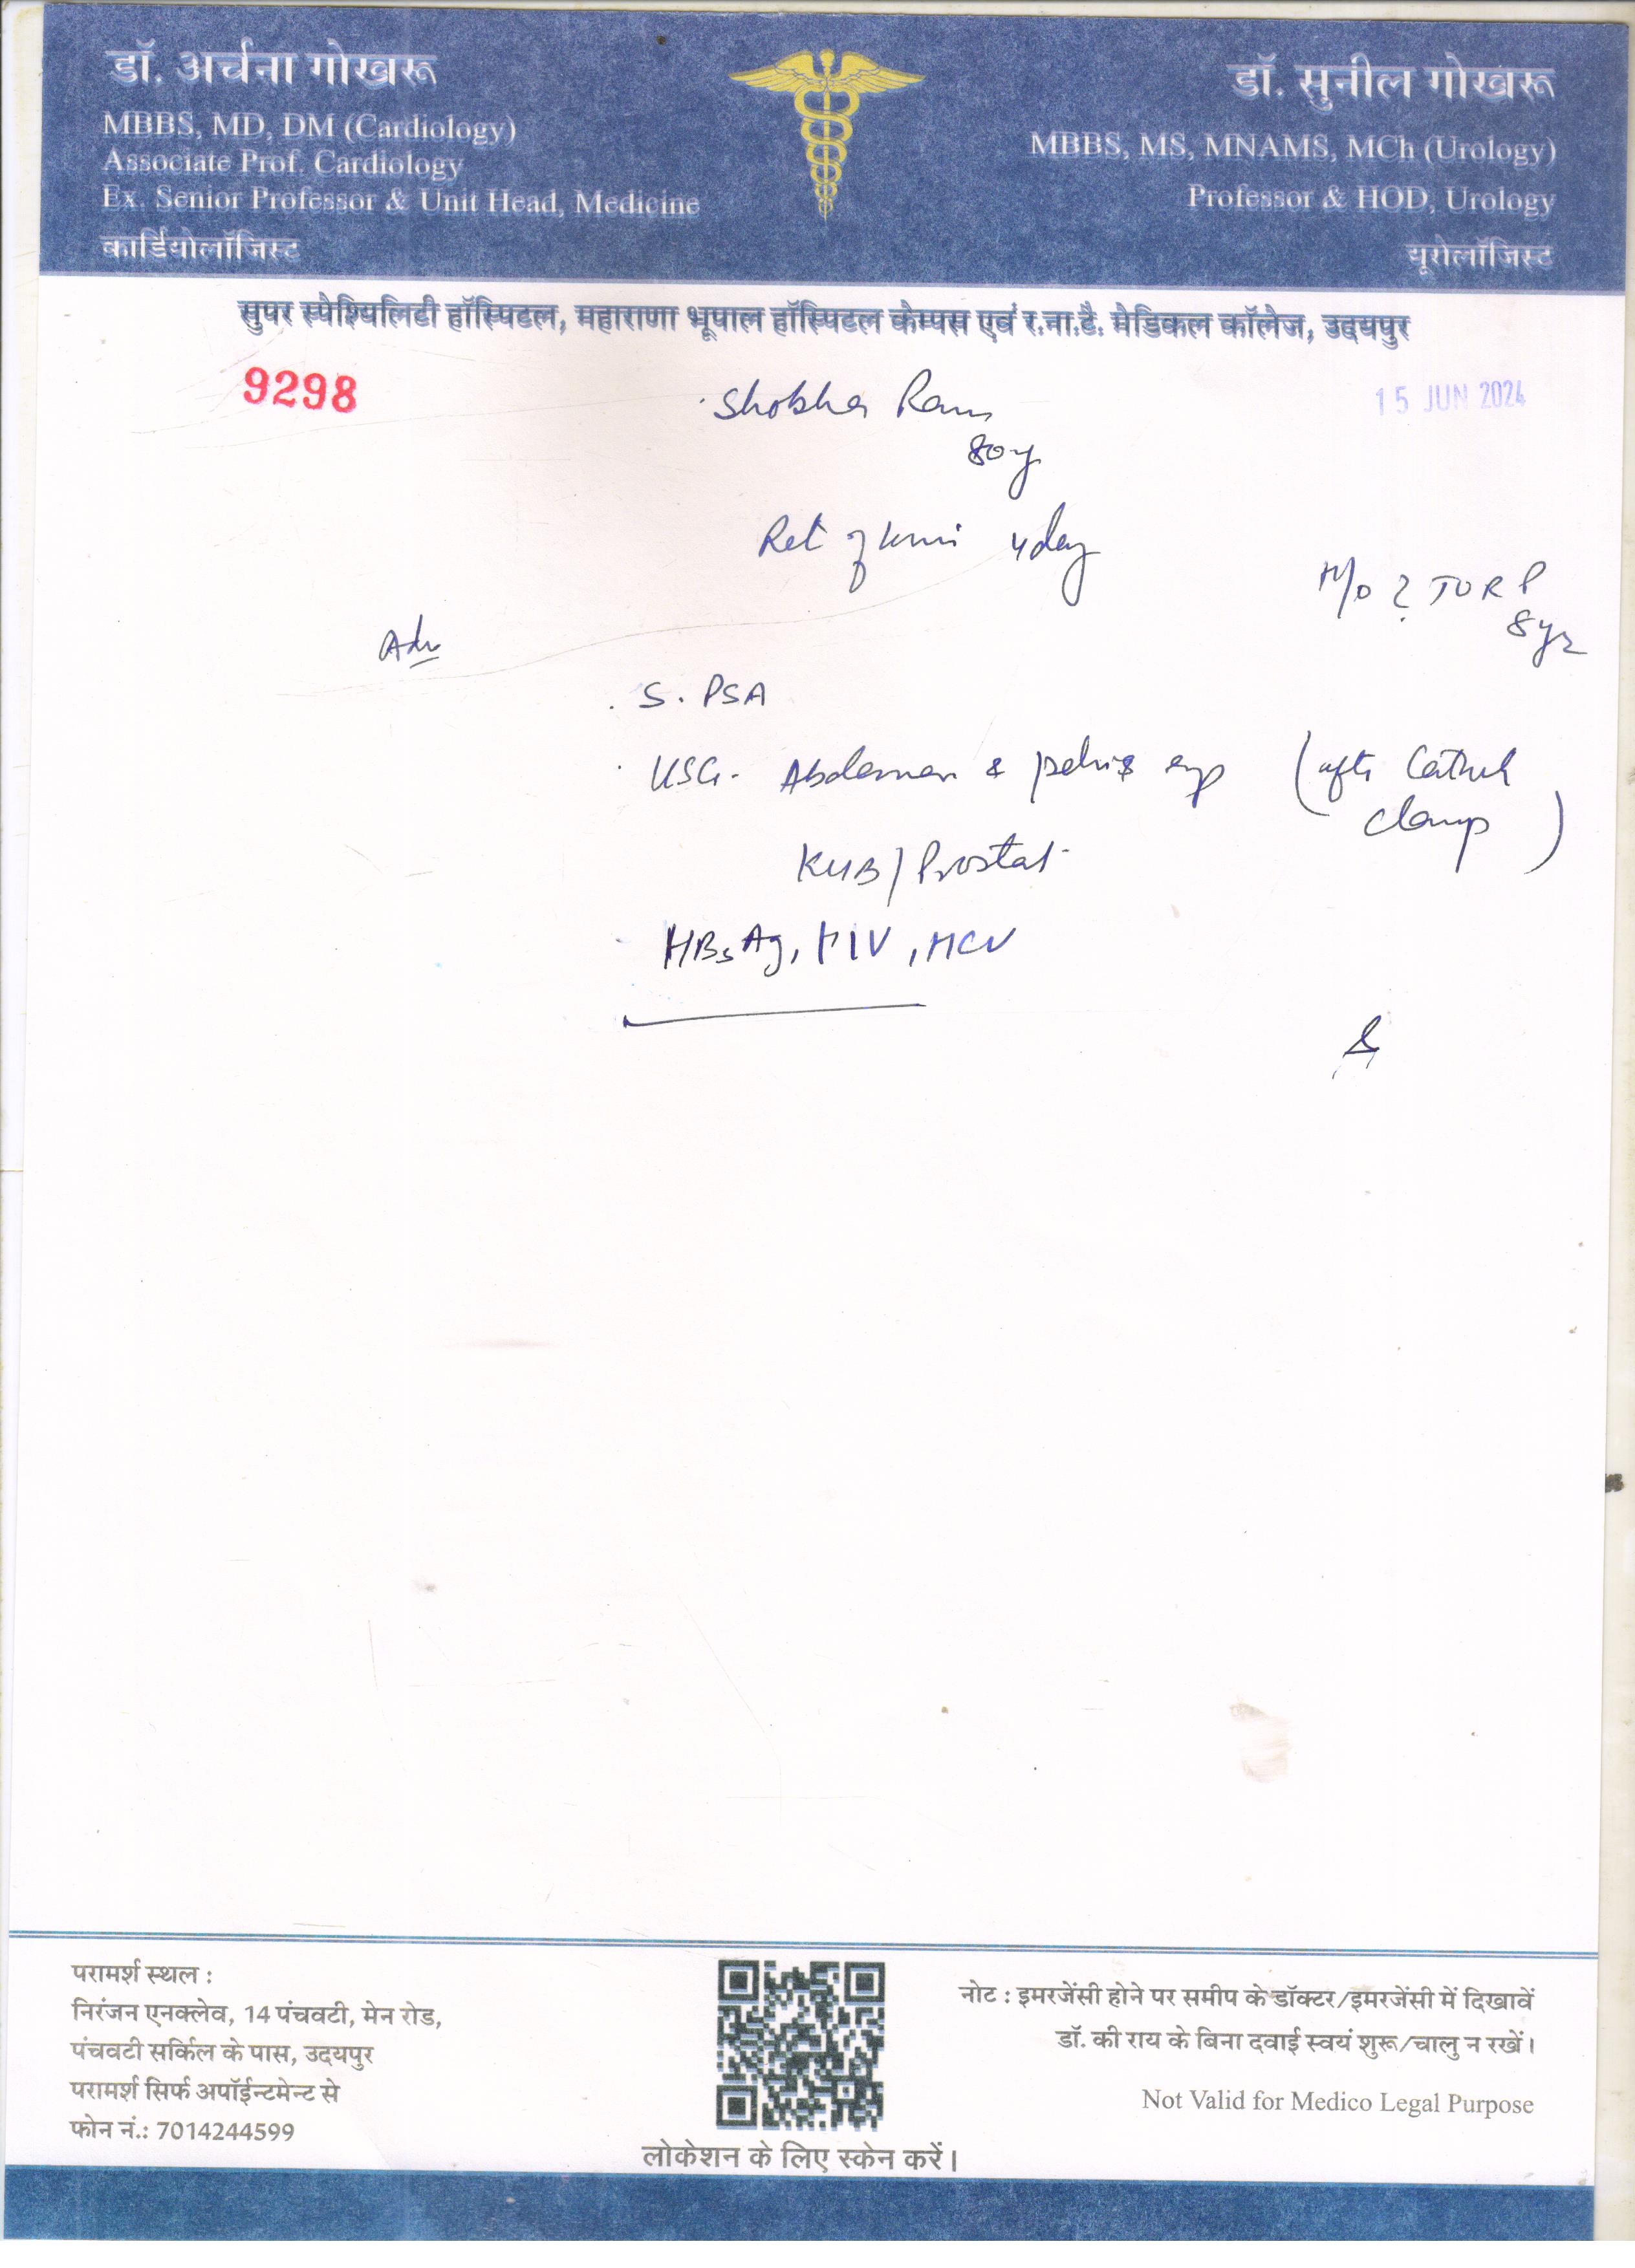 डॉ. अर्चना गोखरू
MBBS, MD, DM (Cardiology)
Associate Prof. Cardiology
Ex. Senior Professor & Unit Head, Medicine
कार्डियोलॉजिस्ट
डॉ. सुनील गोखरू
MBBS, MS, MNAMS, MCh (Urology)
Professor & HOD, Urology
यूरोलॉजिस्ट
सुपर स्पेश्यिलिटी हॉस्पिटल, महाराणा भूपाल हॉस्पिटल केम्पस एवं र.ना.टै. मेडिकल कॉलेज, उदयपुर
9298
Shobha Ram
15 JUN 2024
80y
Ret of 4day
H/O ? TURP
8yr
Adv
. S. PSA
. USG. Abdomen & pelvis (after
clamp)
KUB/Prostat
HBsAg, HIV, HCV
परामर्श स्थल :
निरंजन एनक्लेव, 14 पंचवटी, मेन रोड,
पंचवटी सर्किल के पास, उदयपुर
परामर्श सिर्फ अपॉईन्टमेन्ट से
फोन नं.: 7014244599
लोकेशन के लिए स्केन करें।
नोट : इमरजेंसी होने पर समीप के डॉक्टर/इमरजेंसी में दिखावें
डॉ. की राय के बिना दवाई स्वयं शुरू/चालु न रखें।
Not Valid for Medico Legal Purpose